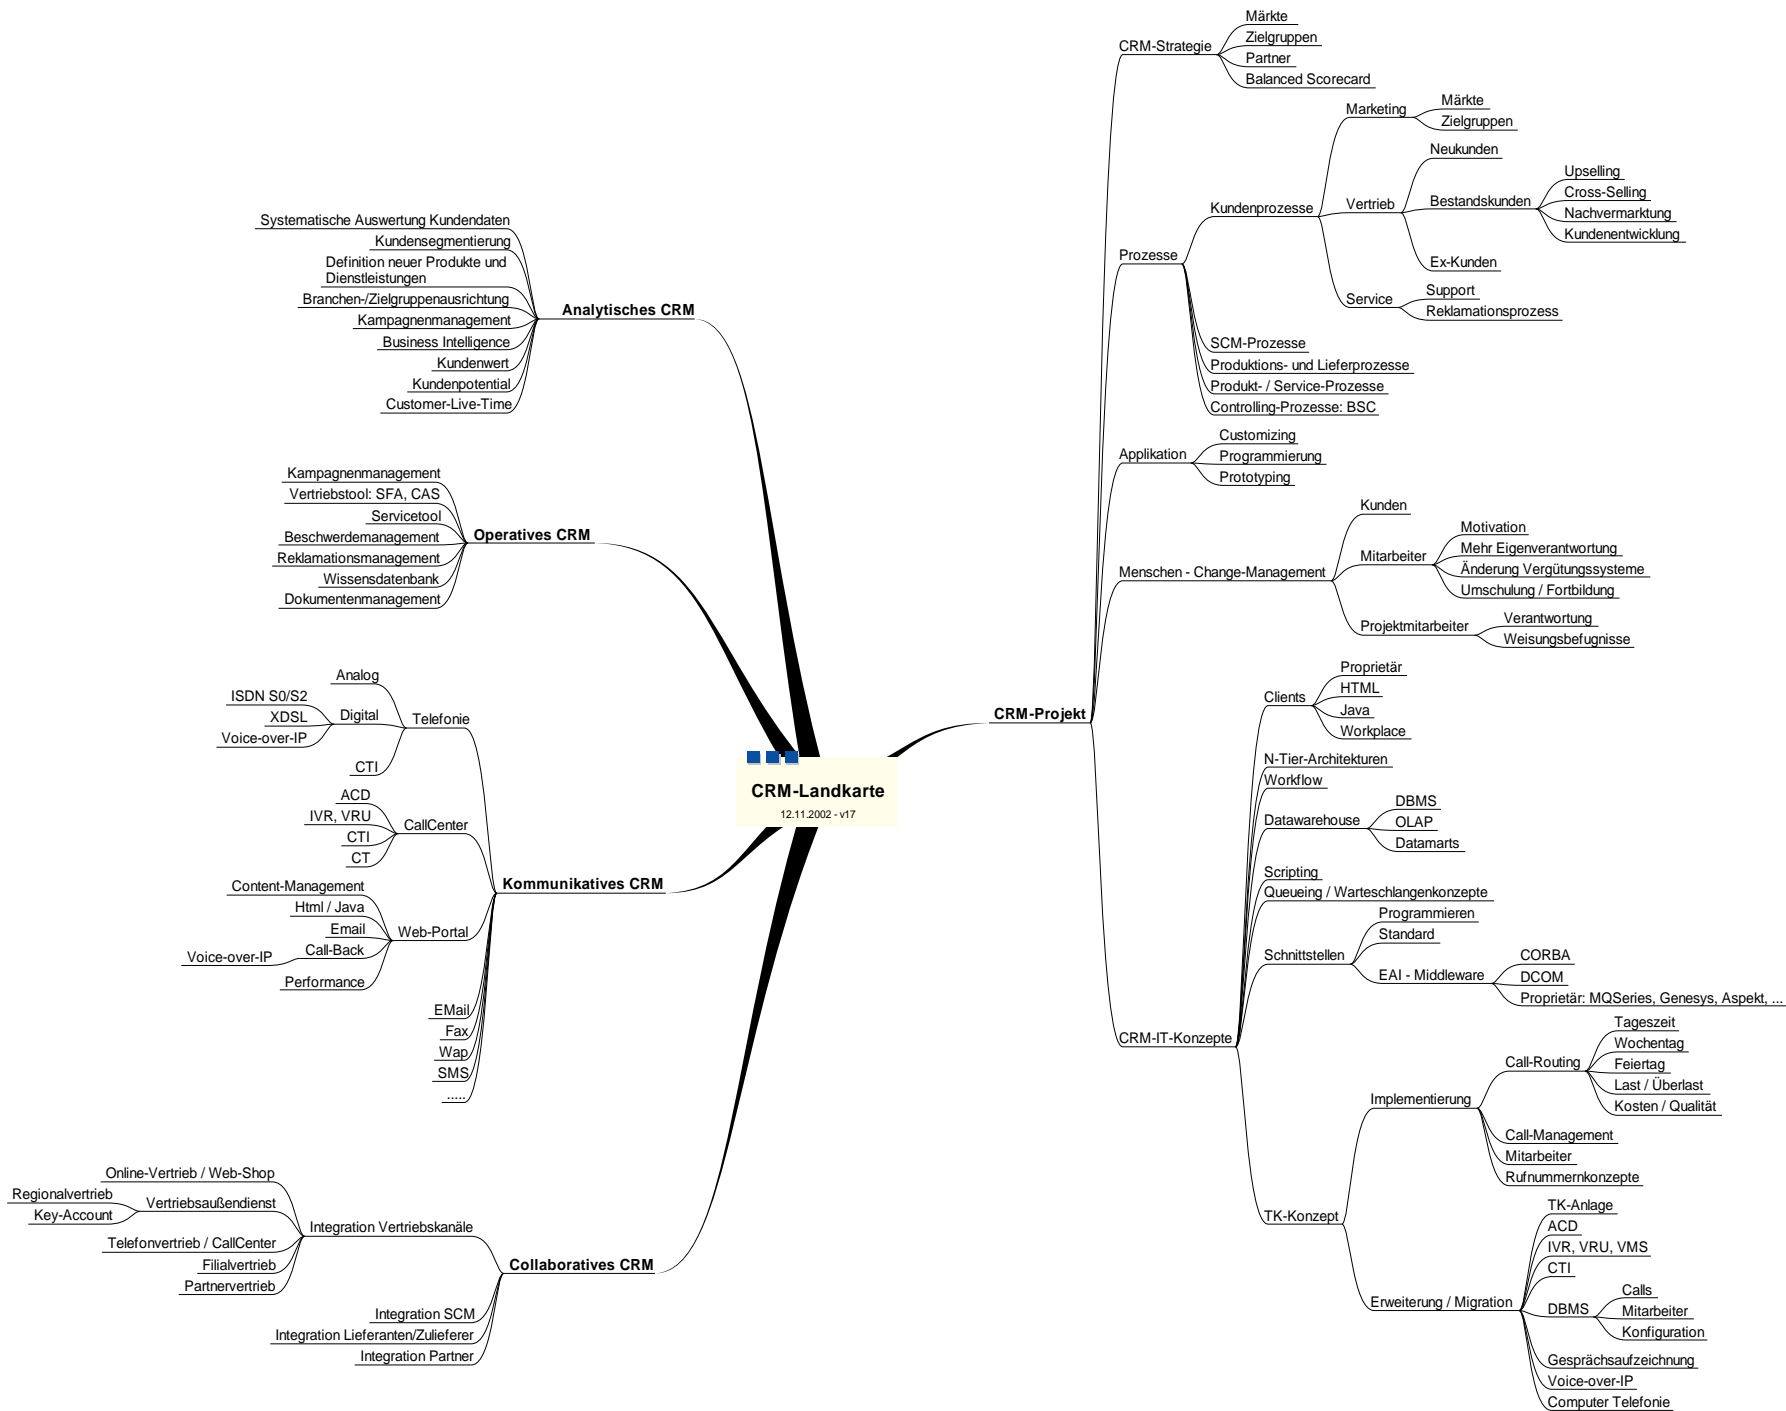 CRM-Landkarte
12.11.2002 - v17
Analytisches CRM
Systematische Auswertung Kundendaten
Kundensegmentierung
Definition neuer Produkte und
Dienstleistungen
Branchen-/Zielgruppenausrichtung
Kampagnenmanagement
Business Intelligence
Kundenwert
Kundenpotential
Customer-Live-Time
Operatives CRM
Kampagnenmanagement
Vertriebstool: SFA, CAS
Servicetool
Beschwerdemanagement
Reklamationsmanagement
Wissensdatenbank
Dokumentenmanagement
Kommunikatives CRM
Telefonie
Analog
Digital
ISDN S0/S2
XDSL
Voice-over-IP
CTI
CallCenter
ACD
IVR, VRU
CTI
CT
Web-Portal
Content-Management
Html / Java
Email
Call-Back
Voice-over-IP
Performance
EMail
Fax
Wap
SMS
.....
Collaboratives CRM
Integration Vertriebskanäle
Online-Vertrieb / Web-Shop
Vertriebsaußendienst
Regionalvertrieb
Key-Account
Telefonvertrieb / CallCenter
Filialvertrieb
Partnervertrieb
Integration SCM
Integration Lieferanten/Zulieferer
Integration Partner
CRM-Projekt
CRM-Strategie
Märkte
Zielgruppen
Partner
Balanced Scorecard
Prozesse
Kundenprozesse
Marketing
Märkte
Zielgruppen
Vertrieb
Neukunden
Bestandskunden
Upselling
Cross-Selling
Nachvermarktung
Kundenentwicklung
Ex-Kunden
Service
Support
Reklamationsprozess
SCM-Prozesse
Produktions- und Lieferprozesse
Produkt- / Service-Prozesse
Controlling-Prozesse: BSC
Applikation
Customizing
Programmierung
Prototyping
Menschen - Change-Management
Kunden
Mitarbeiter
Motivation
Mehr Eigenverantwortung
Änderung Vergütungssysteme
Umschulung / Fortbildung
Projektmitarbeiter
Verantwortung
Weisungsbefugnisse
CRM-IT-Konzepte
Clients
Proprietär
HTML
Java
Workplace
N-Tier-Architekturen
Workflow
Datawarehouse
DBMS
OLAP
Datamarts
Scripting
Queueing / Warteschlangenkonzepte
Schnittstellen
Programmieren
Standard
EAI - Middleware
CORBA
DCOM
Proprietär: MQSeries, Genesys, Aspekt, ...
TK-Konzept
Implementierung
Call-Routing
Tageszeit
Wochentag
Feiertag
Last / Überlast
Kosten / Qualität
Call-Management
Mitarbeiter
Rufnummernkonzepte
Erweiterung / Migration
TK-Anlage
ACD
IVR, VRU, VMS
CTI
DBMS
Calls
Mitarbeiter
Konfiguration
Gesprächsaufzeichnung
Voice-over-IP
Computer Telefonie